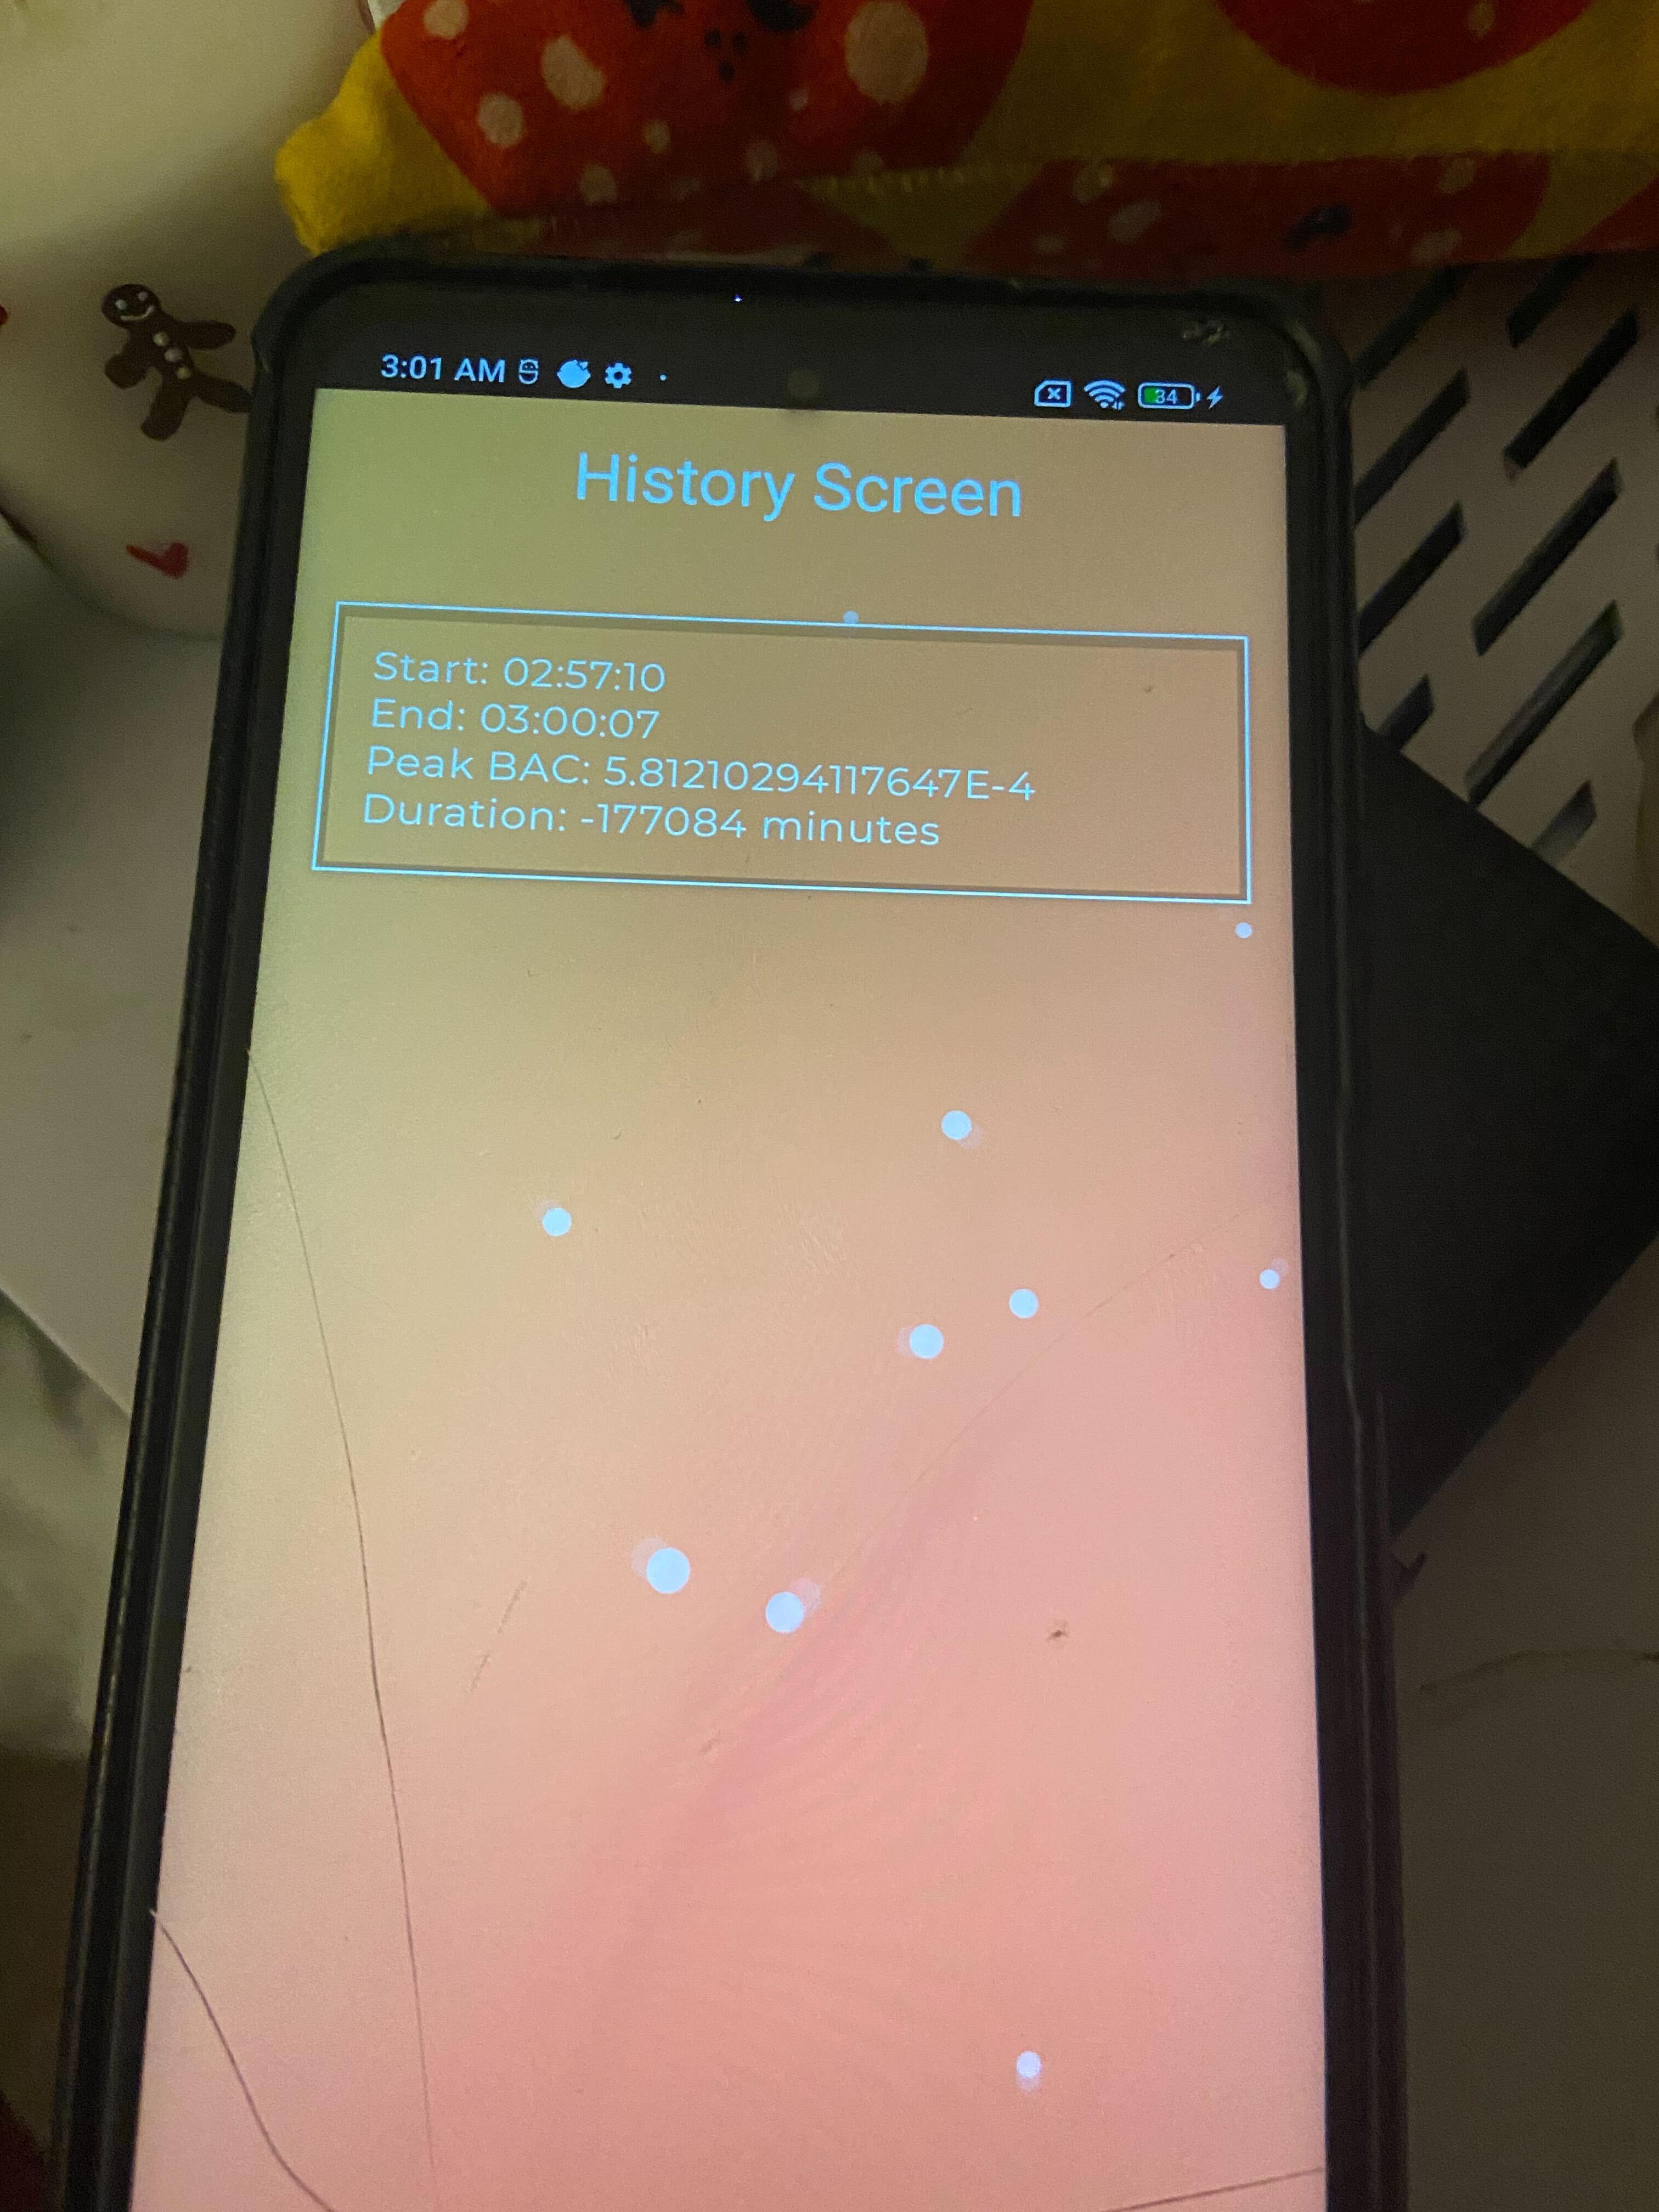 3:01 AM
34
History Screen
Start: 02:57:10
End: 03:00:07
Peak BAC: 5.81210294117647E-4
Duration: -177084 minutes